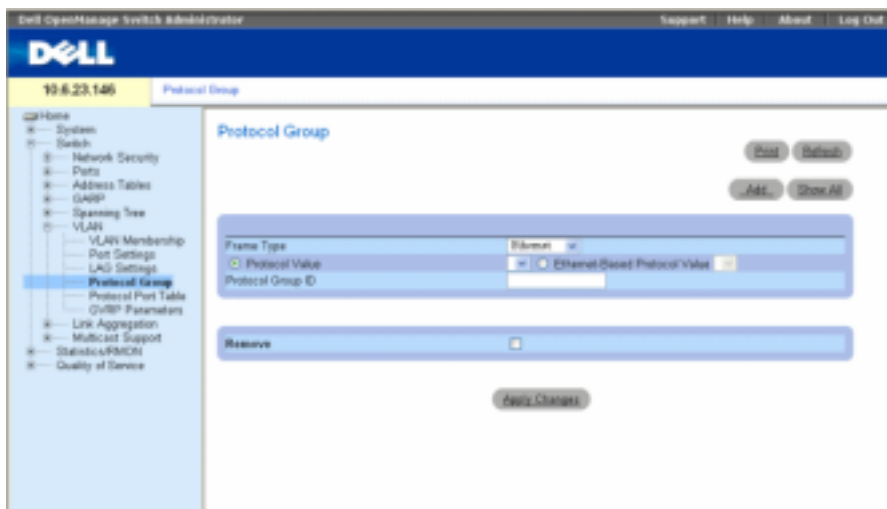 Dell OpenManage Switch Administrator
Support Help About Log Out
DELL
10.6.23.146
Protocol Group
Home
System
Switch
Network Security
Ports
Address Tables
GARP
Spanning Tree
VLAN
VLAN Membership
Port Settings
LAG Settings
Protocol Group
Protocol Port Table
GVRP Parameters
Link Aggregation
Multicast Support
Statistics/RMON
Quality of Service
Protocol Group
Print Refresh
Add Show All
Frame Type Ethernet
Protocol Value Ethernet-Based Protocol Value
Protocol Group ID
Remove
Apply Changes